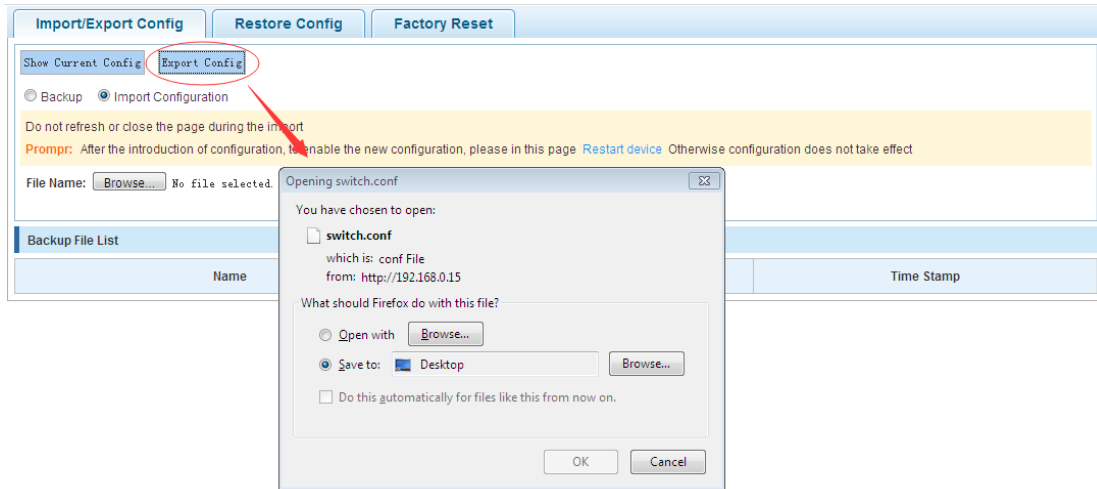 Import/Export Config Restore Config Factory Reset
Show Current Config Export Config
Backup Import Configuration
Do not refresh or close the page during the import
Prompr: After the introduction of configuration, to enable the new configuration, please in this page Restart device Otherwise configuration does not take effect
File Name: Browse... No file selected.
Opening switch.conf
You have chosen to open:
switch.conf
which is: conf File
from: http://192.168.0.15
What should Firefox do with this file?
Open with Browse...
Save to: Desktop Browse...
Do this automatically for files like this from now on.
OK Cancel
Backup File List
Name Time Stamp